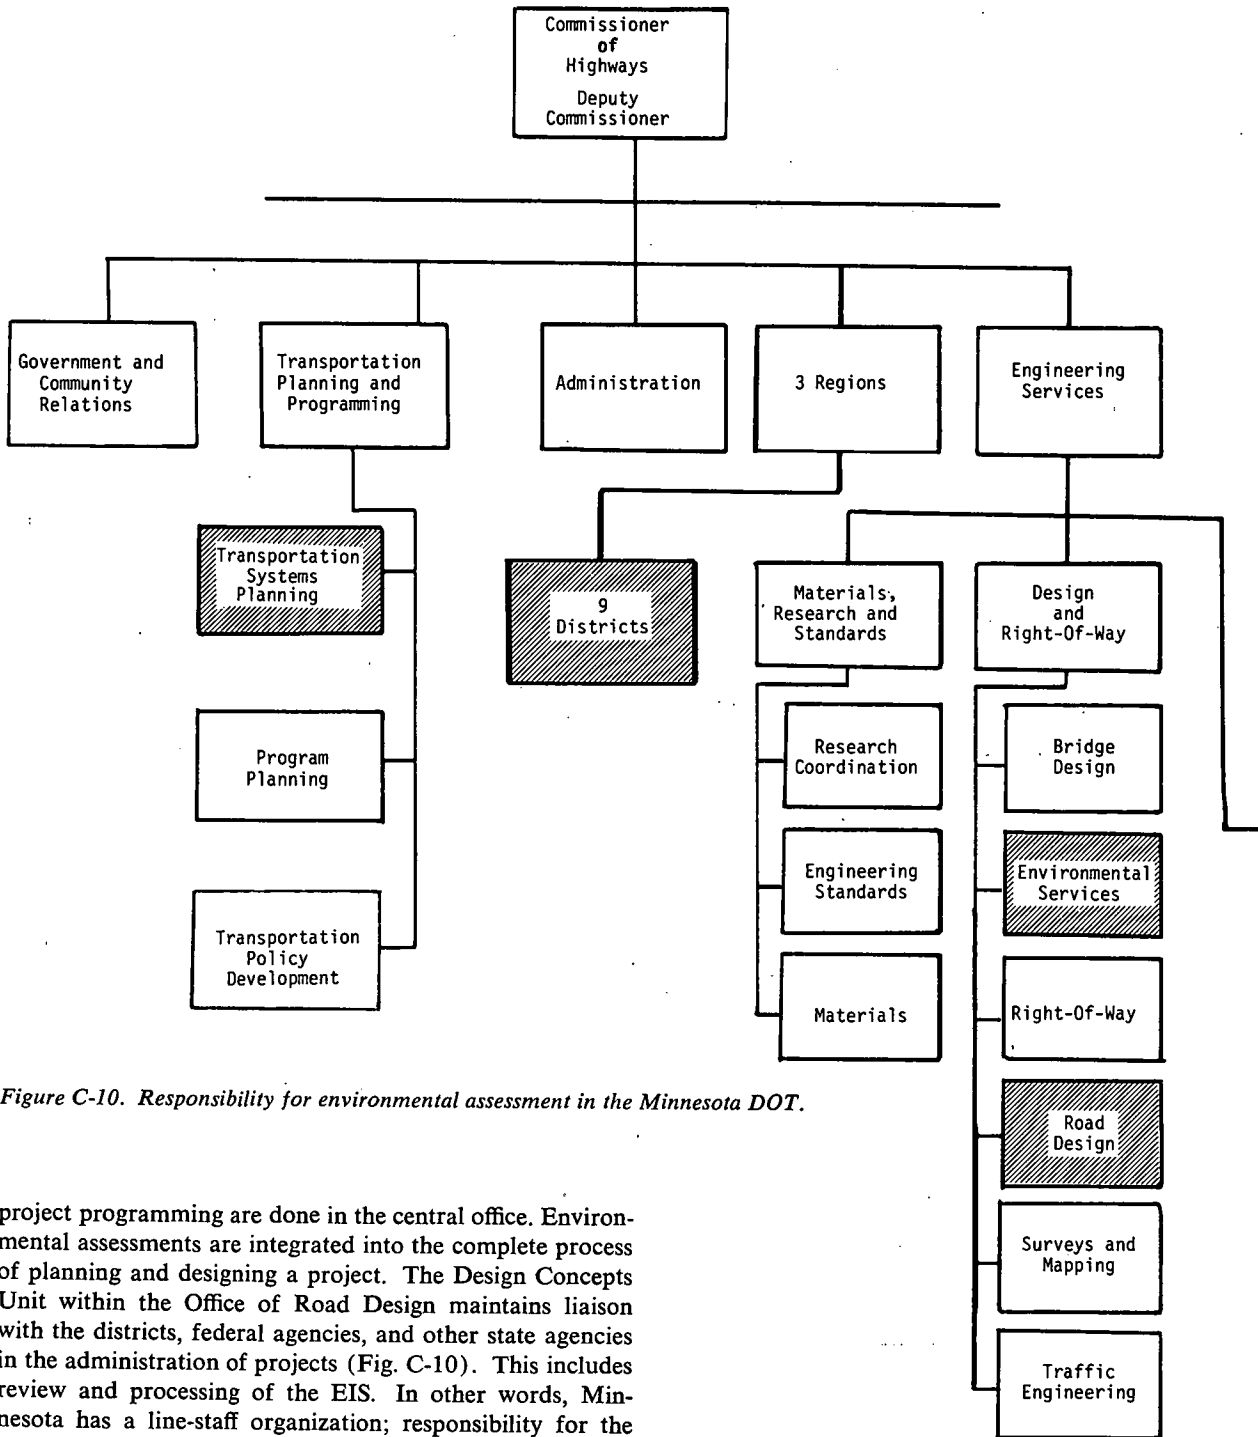 Commissioner
of
Highways
Deputy
Commissioner
Government and
Community
Relations
Transportation
Planning and
Programming
Administration
3 Regions
Engineering
Services
Transportation
Systems
Planning
9
Districts
Materials,
Research and
Standards
Design
and
Right-Of-Way
Program
Planning
Research
Coordination
Bridge
Design
Engineering
Standards
Environmental
Services
Transportation
Policy
Development
Materials
Right-Of-Way
Road
Design
Surveys and
Mapping
Traffic
Engineering
Figure C-10. Responsibility for environmental assessment in the Minnesota DOT.
project programming are done in the central office. Environ-
mental assessments are integrated into the complete process
of planning and designing a project. The Design Concepts
Unit within the Office of Road Design maintains liaison
with the districts, federal agencies, and other state agencies
in the administration of projects (Fig. C-10). This includes
review and processing of the EIS. In other words, Min-
nesota has a line-staff organization; responsibility for the